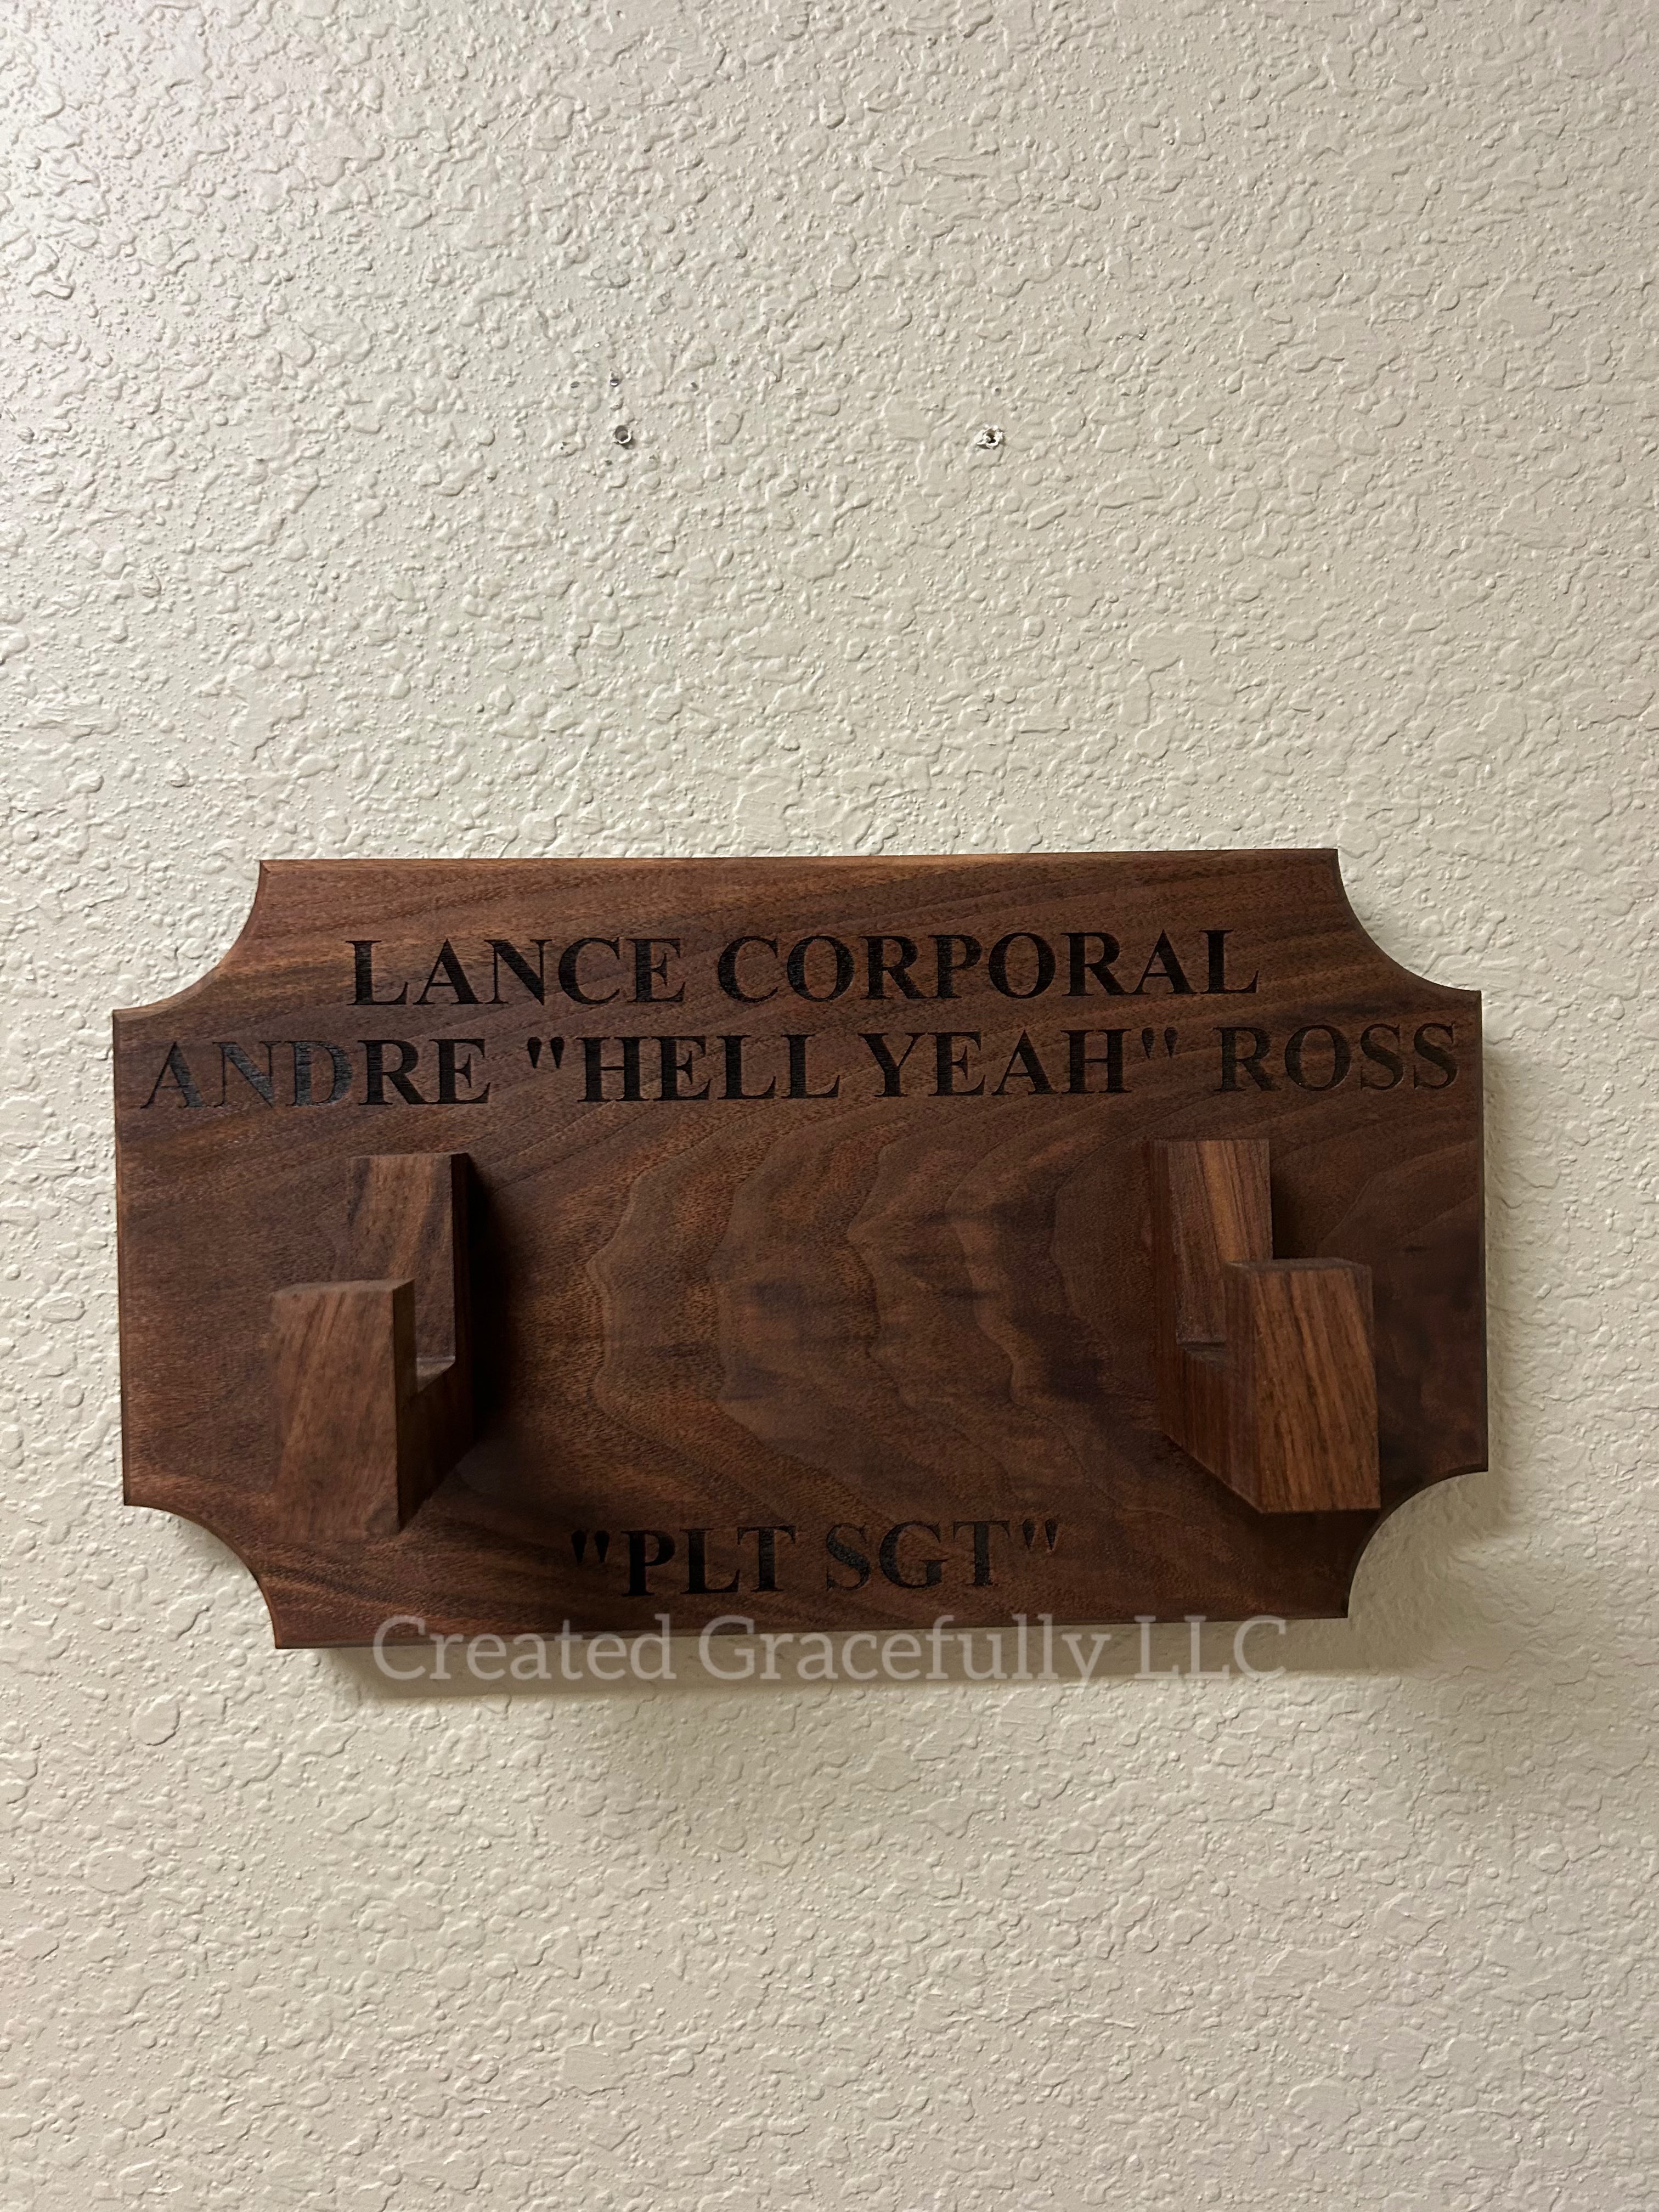 LANCE CORPORAL
ANDRE "HELL YEAH" ROSS
"PLT SGT"
Created Gracefully LLC